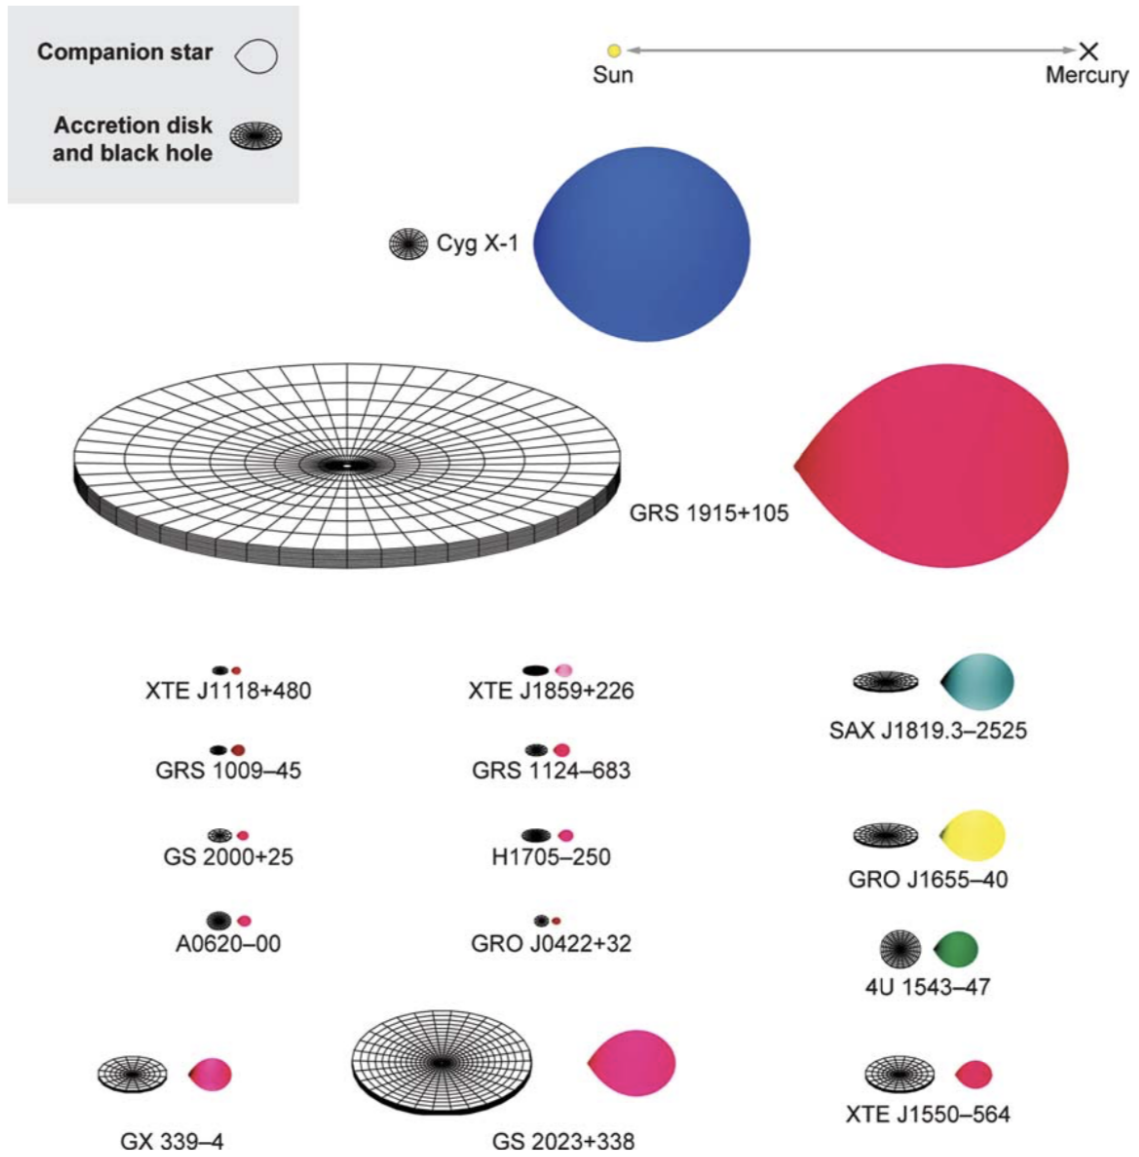 Companion star
Accretion disk
and black hole
Sun
Mercury
Cyg X-1
GRS 1915+105
XTE J1118+480
XTE J1859+226
SAX J1819.3–2525
GRS 1009–45
GRS 1124–683
GS 2000+25
H1705–250
GRO J1655–40
A0620–00
GRO J0422+32
4U 1543–47
GX 339–4
GS 2023+338
XTE J1550–564